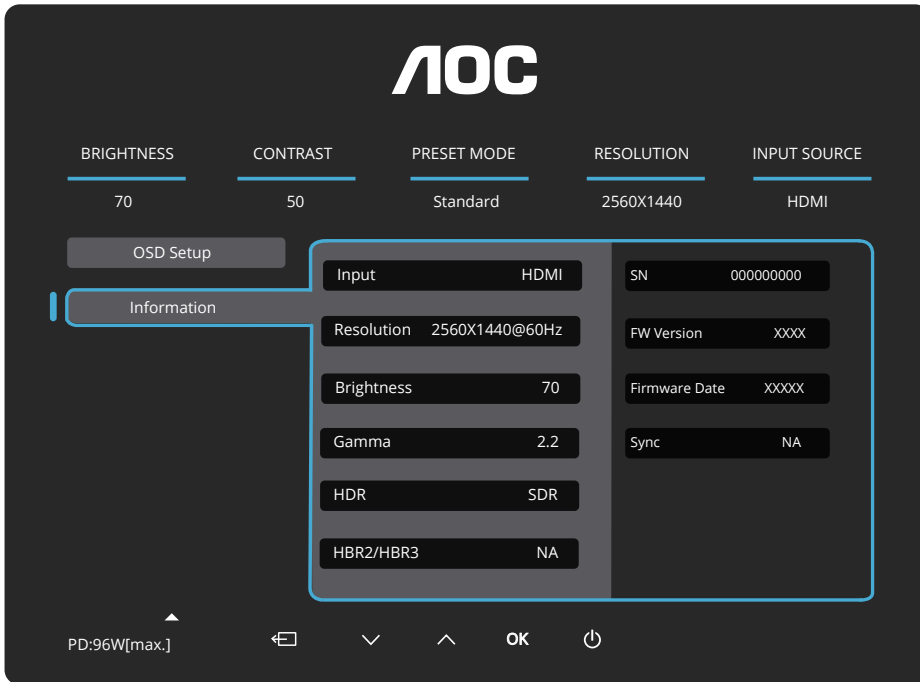 AOC
BRIGHTNESS CONTRAST PRESET MODE RESOLUTION INPUT SOURCE
70 50 Standard 2560X1440 HDMI
OSD Setup
Information
Input HDMI
Resolution 2560X1440@60Hz
Brightness 70
Gamma 2.2
HDR SDR
HBR2/HBR3 NA
SN 000000000
FW Version XXXX
Firmware Date XXXXX
Sync NA
PD:96W[max.] OK